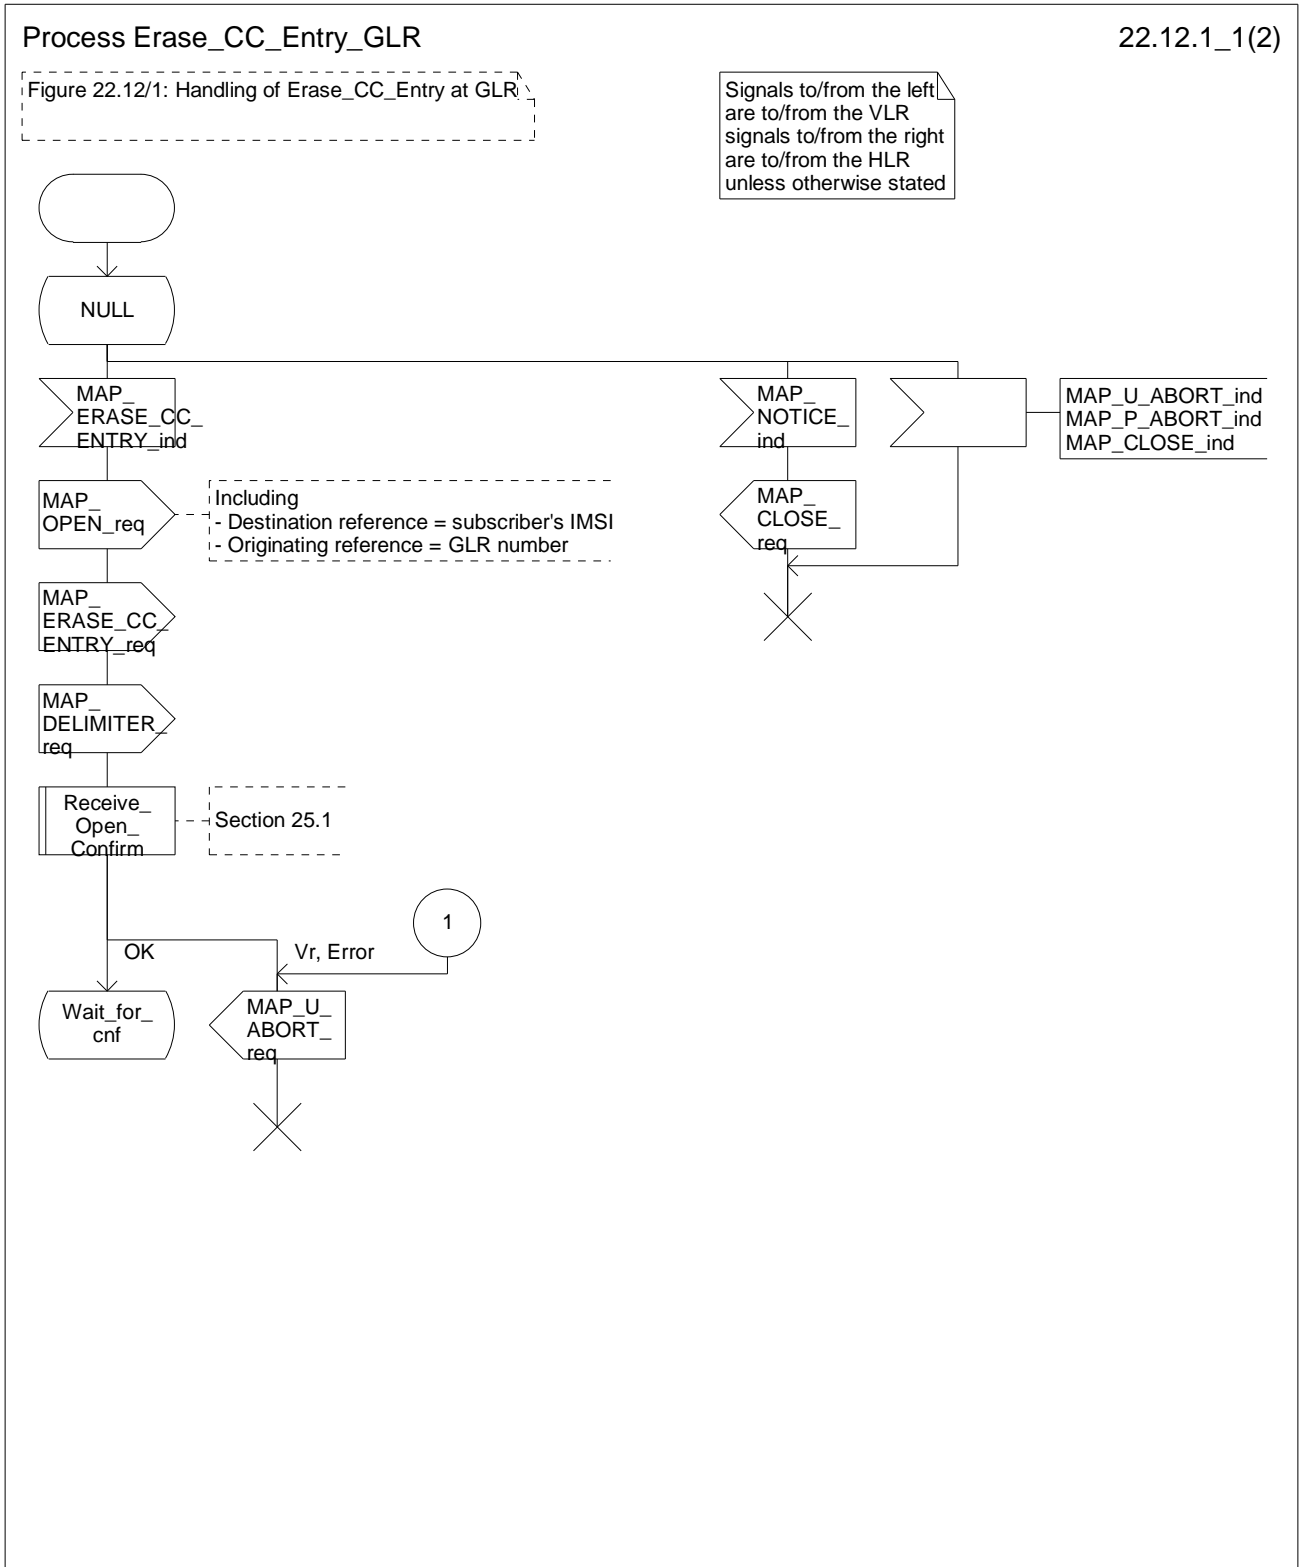 Process Erase_CC_Entry_GLR
22.12.1_1(2)
Figure 22.12/1: Handling of Erase_CC_Entry at GLR
Signals to/from the left
are to/from the VLR
signals to/from the right
are to/from the HLR
unless otherwise stated
NULL
MAP_
ERASE_CC_
ENTRY_ind
MAP_
NOTICE_
ind
MAP_U_ABORT_ind
MAP_P_ABORT_ind
MAP_CLOSE_ind
MAP_
OPEN_req
Including
- Destination reference = subscriber's IMSI
- Originating reference = GLR number
MAP_
CLOSE_
req
MAP_
ERASE_CC_
ENTRY_req
MAP_
DELIMITER_
req
Receive_
Open_
Confirm
Section 25.1
1
OK
Vr, Error
Wait_for_
cnf
MAP_U_
ABORT_
req